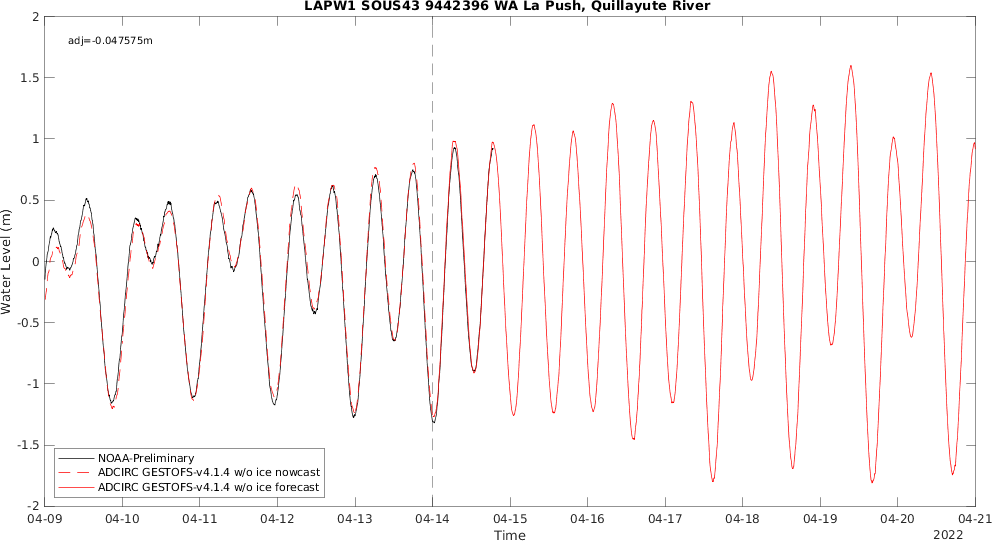 LAPW1 SOUS43 9442396 WA La Push, Quillayute River
adj=-0.047575m
2
1.5
1
0.5
0
-0.5
-1
-1.5
-2
Water Level (m)
NOAA-Preliminary
ADCIRC GESTOFS-v4.1.4 w/o ice nowcast
ADCIRC GESTOFS-v4.1.4 w/o ice forecast
04-09 04-10 04-11 04-12 04-13 04-14 04-15 04-16 04-17 04-18 04-19 04-20 04-21
Time
2022